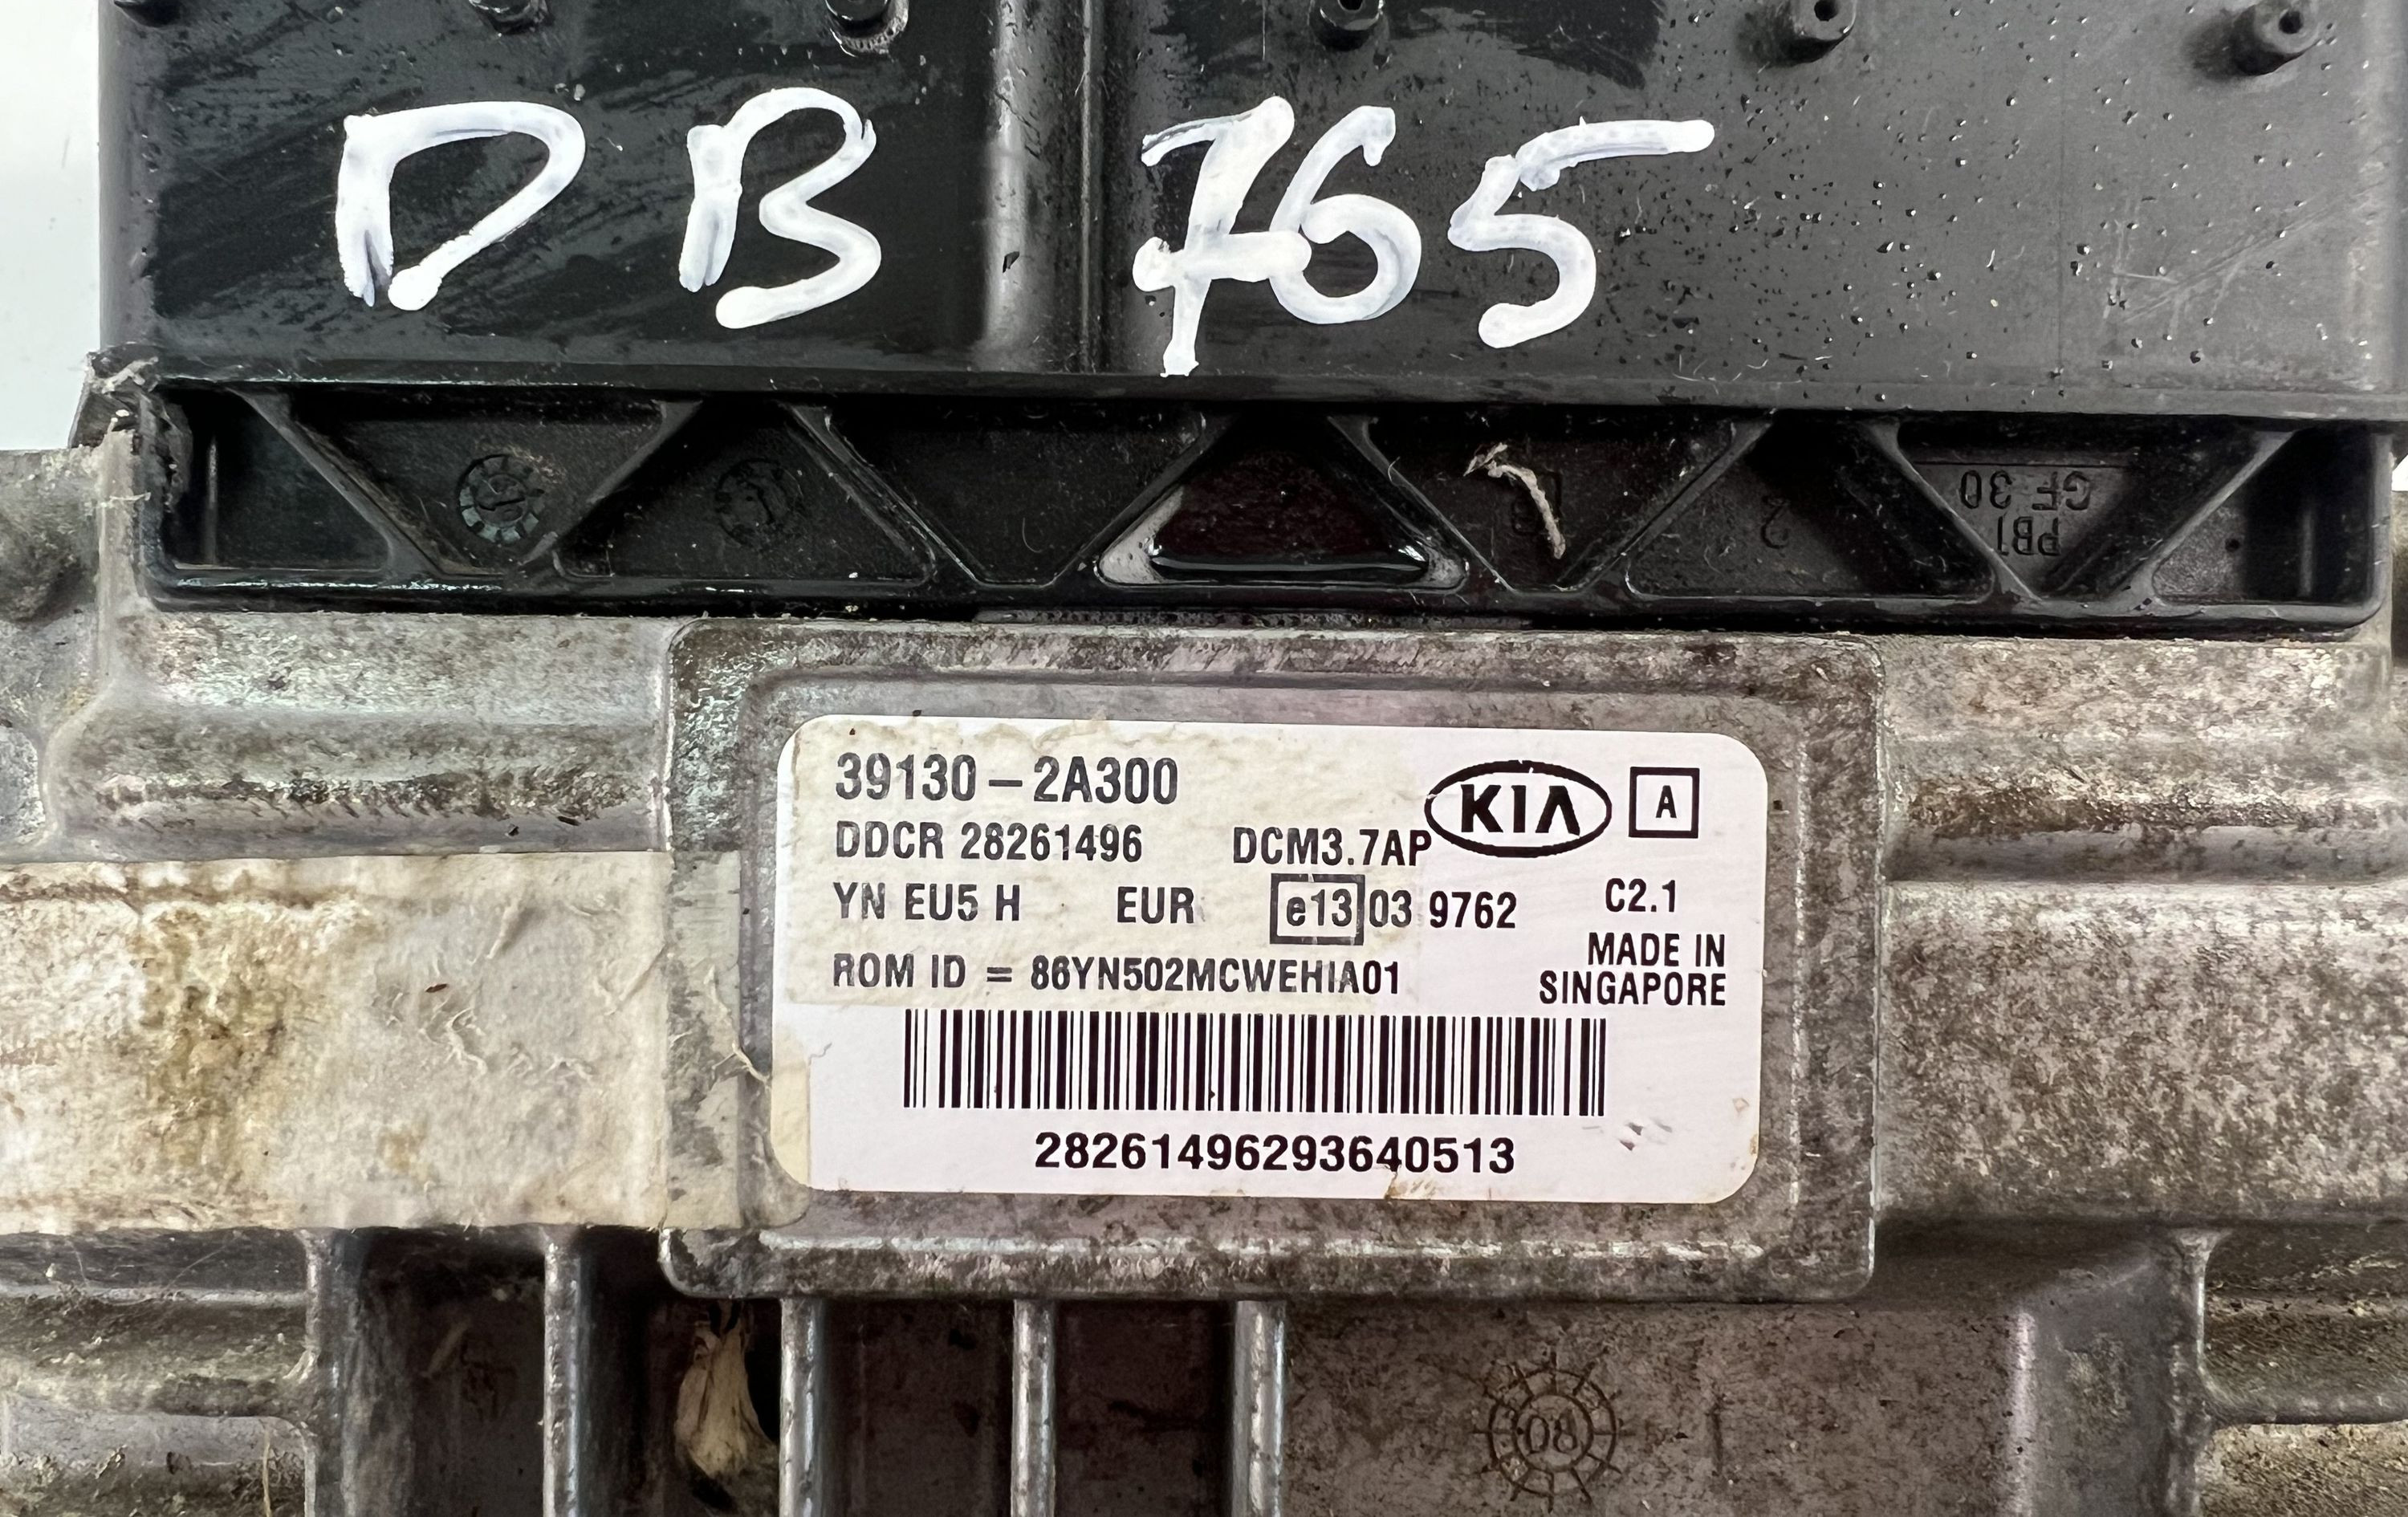 DB 765
GF 30
PB1
2
39130-2A300
KIA A
DDCR 28261496 DCM3.7AP
YN EU5 H EUR e13 03 9762 C2.1
ROM ID = 86YN502MCWEHIA01
MADE IN
SINGAPORE
28261496293640513
08